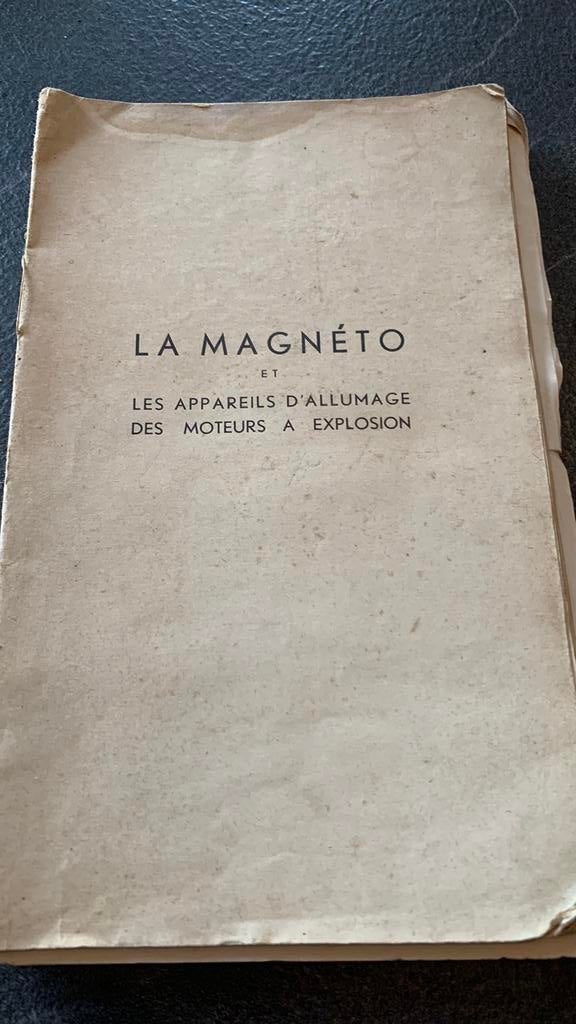 LA MAGNÉTO
ET
LES APPAREILS D'ALLUMAGE
DES MOTEURS A EXPLOSION